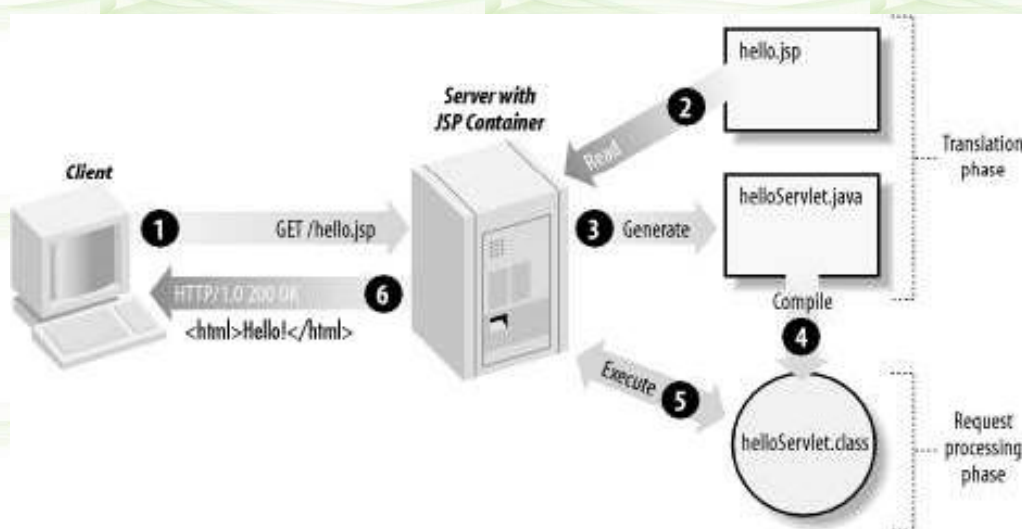 hello.jsp
Server with
JSP Container
2
Read
Translation
phase
Client
helloServlet.java
1
GET /hello.jsp
3
Generate
HTTP/1.0 200 OK
6
<html>Hello!</html>
Compile
4
Execute
5
helloServlet.class
Request
processing
phase